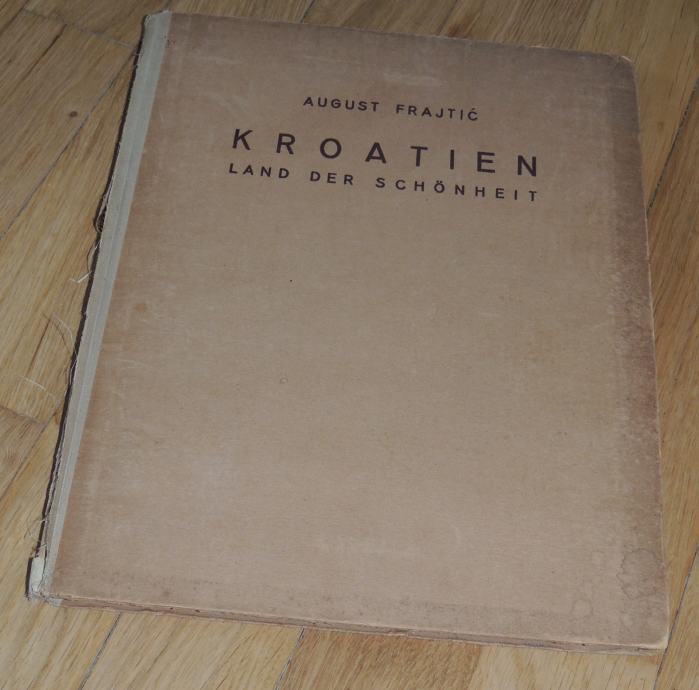 AUGUST FRAJTIĆ
KROATIEN
LAND DER SCHÖNHEIT